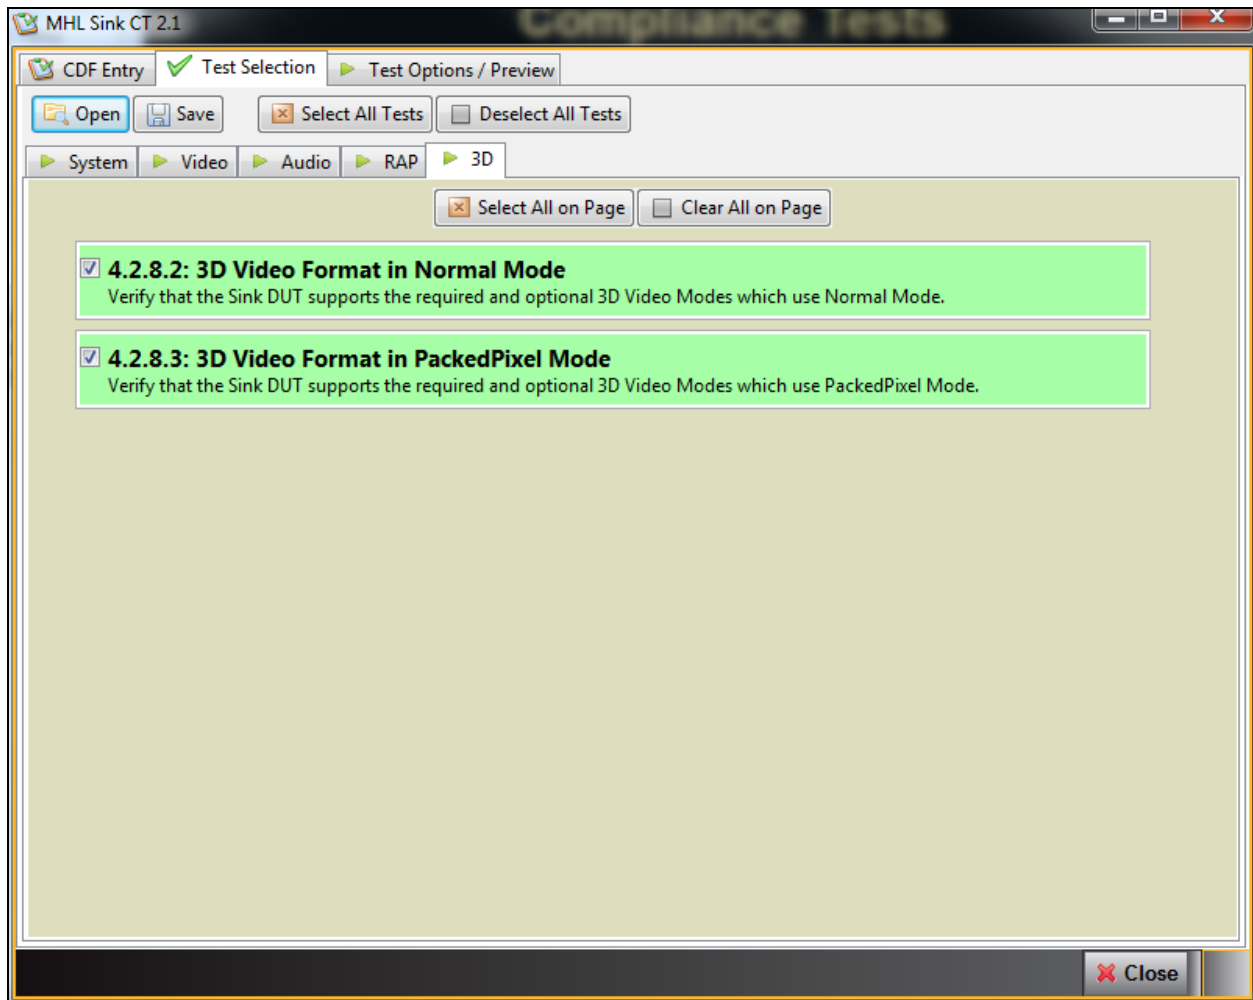 MHL Sink CT 2.1
Compliance Tests
CDF Entry
Test Selection
Test Options / Preview
Open
Save
Select All Tests
Deselect All Tests
System
Video
Audio
RAP
3D
Select All on Page
Clear All on Page
4.2.8.2: 3D Video Format in Normal Mode
Verify that the Sink DUT supports the required and optional 3D Video Modes which use Normal Mode.
4.2.8.3: 3D Video Format in PackedPixel Mode
Verify that the Sink DUT supports the required and optional 3D Video Modes which use PackedPixel Mode.
Close